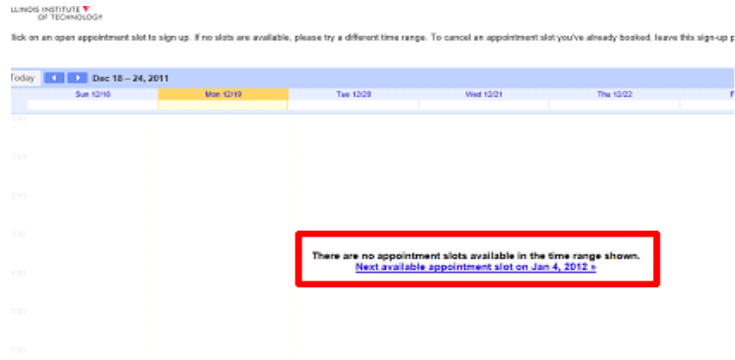 ILLINOIS INSTITUTE
OF TECHNOLOGY
lick on an open appointment slot to sign up. If no slots are available, please try a different time range. To cancel an appointment slot you've already booked, leave this sign-up p
Today Dec 18 – 24, 2011
Sun 12/18 Mon 12/19 Tue 12/20 Wed 12/21 Thu 12/22 F
There are no appointment slots available in the time range shown.
Next available appointment slot on Jan 4, 2012 »